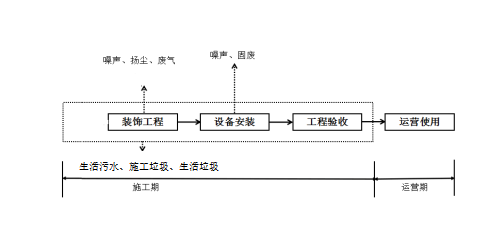 噪声、扬尘、废气
噪声、固废
装饰工程
设备安装
工程验收
运营使用
生活污水、施工垃圾、生活垃圾
施工期
运营期